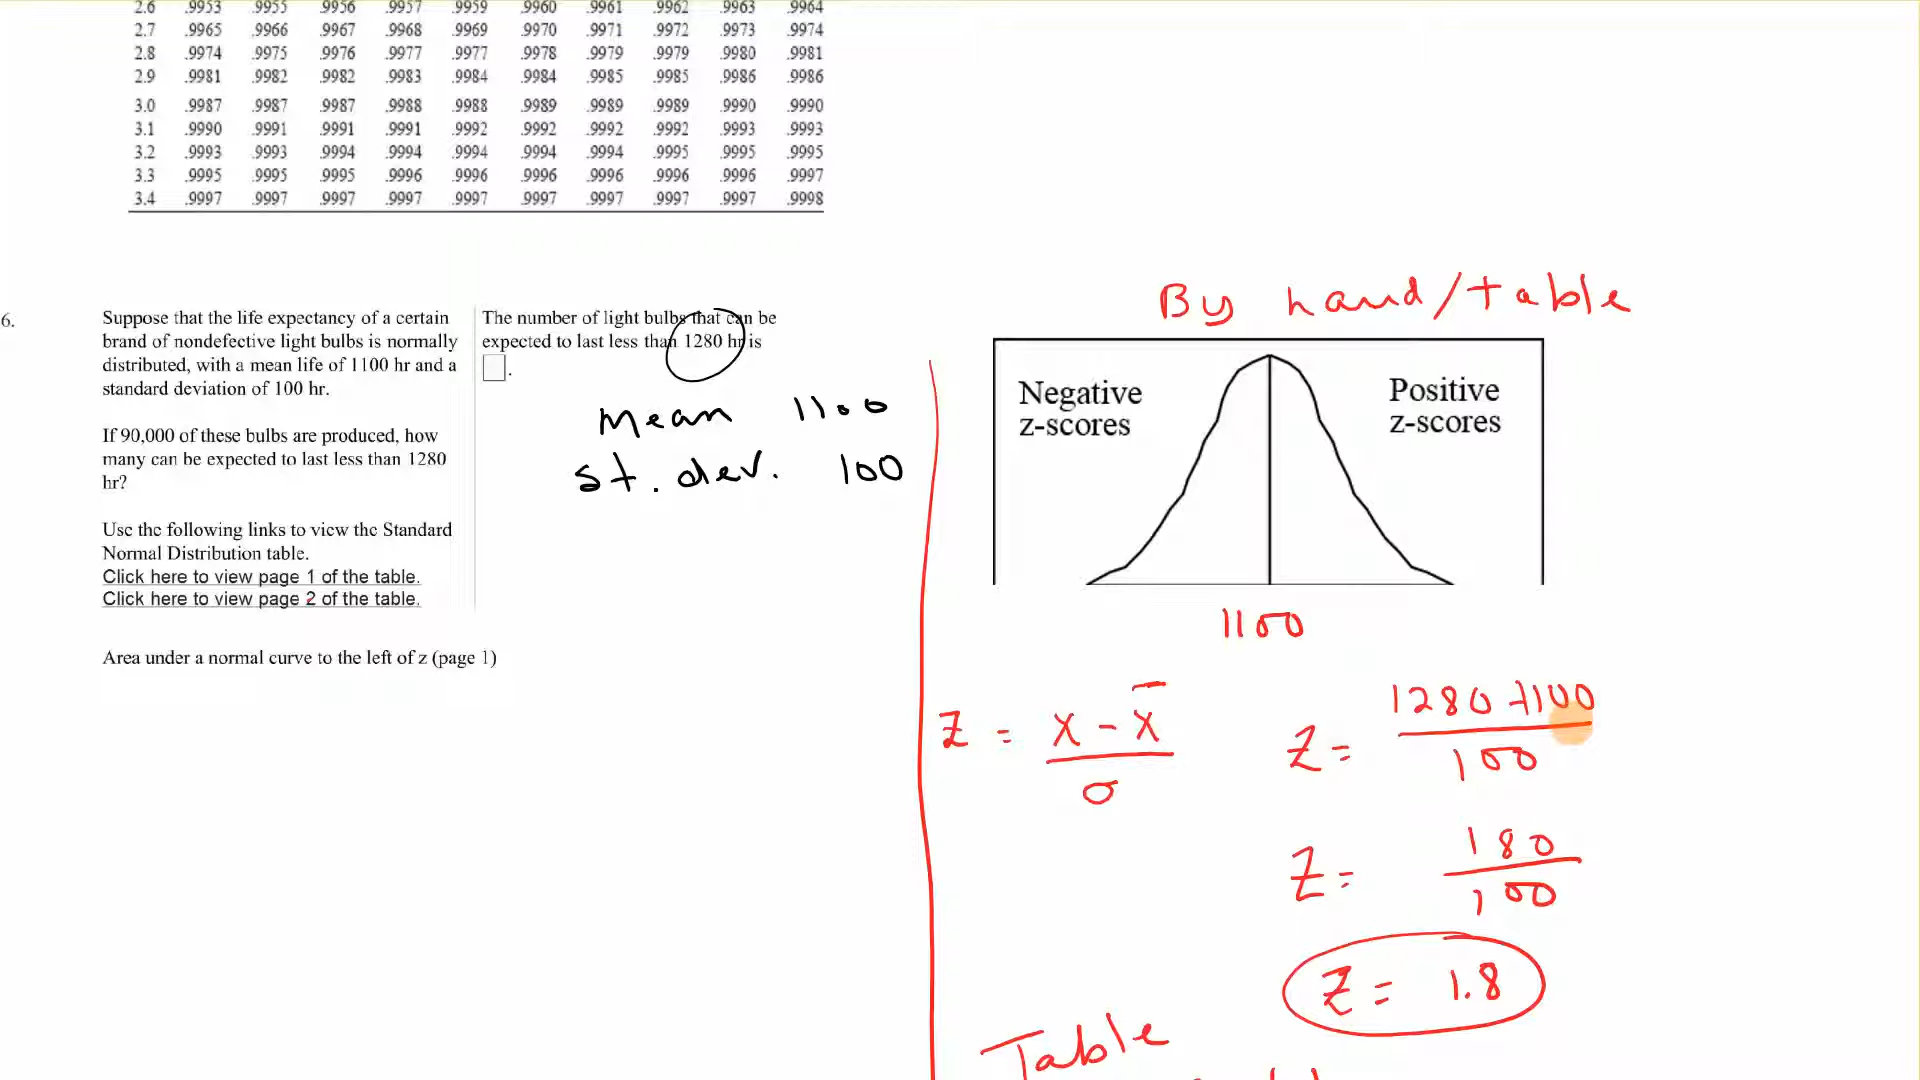 2.6 .9953 .9955 .9956 .9957 .9959 .9960 .9961 .9962 .9963 .9964
2.7 .9965 .9966 .9967 .9968 .9969 .9970 .9971 .9972 .9973 .9974
2.8 .9974 .9975 .9976 .9977 .9977 .9978 .9979 .9979 .9980 .9981
2.9 .9981 .9982 .9982 .9983 .9984 .9984 .9985 .9985 .9986 .9986
3.0 .9987 .9987 .9987 .9988 .9988 .9989 .9989 .9989 .9990 .9990
3.1 .9990 .9991 .9991 .9991 .9992 .9992 .9992 .9992 .9993 .9993
3.2 .9993 .9993 .9994 .9994 .9994 .9994 .9994 .9995 .9995 .9995
3.3 .9995 .9995 .9995 .9996 .9996 .9996 .9996 .9996 .9996 .9997
3.4 .9997 .9997 .9997 .9997 .9997 .9997 .9997 .9997 .9997 .9998
6.
Suppose that the life expectancy of a certain
brand of nondefective light bulbs is normally
distributed, with a mean life of 1100 hr and a
standard deviation of 100 hr.
If 90,000 of these bulbs are produced, how
many can be expected to last less than 1280
hr?
Use the following links to view the Standard
Normal Distribution table.
Click here to view page 1 of the table.
Click here to view page 2 of the table.
Area under a normal curve to the left of z (page 1)
The number of light bulbs that can be
expected to last less than 1280 hr is
.
Mean 1100
st. dev. 100
By hand/table
Negative
z-scores
Positive
z-scores
1100
Z = x - x̄ / σ
Z = 1280-1100 / 100
Z = 180 / 100
Z = 1.8
Table